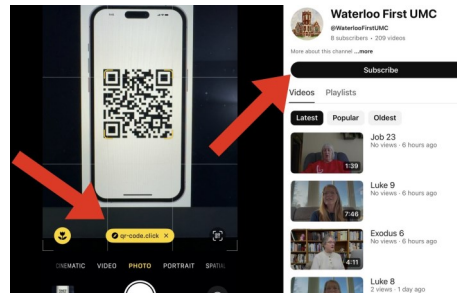 qr-code.click ×
CINEMATIC VIDEO PHOTO PORTRAIT SPATIAL
Waterloo First UMC
@WaterlooFirstUMC
8 subscribers • 209 videos
More about this channel ...more
Subscribe
Videos Playlists
Latest Popular Oldest
Job 23
No views · 6 hours ago
1:39
Luke 9
No views · 6 hours ago
7:46
Exodus 6
No views · 6 hours ago
4:11
Luke 8
2 views · 1 day ago